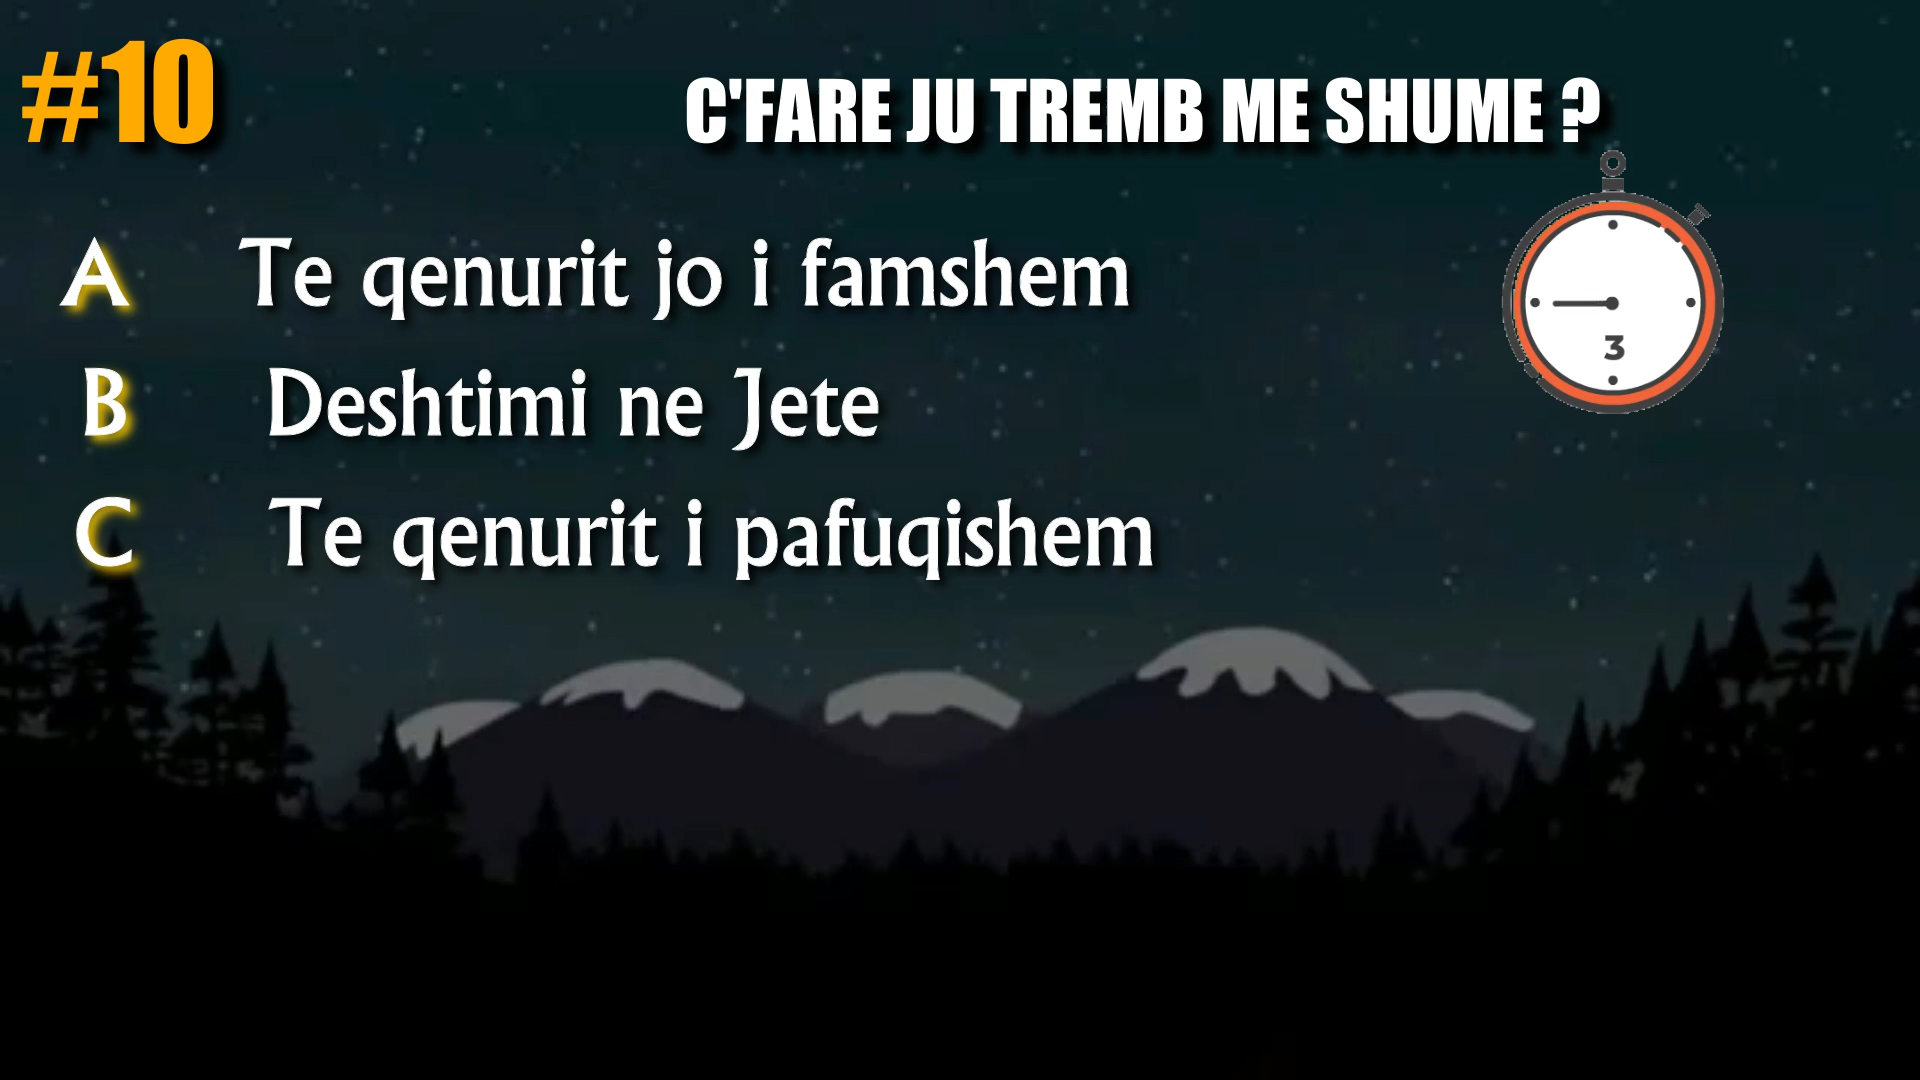 #10
C'FARE JU TREMB ME SHUME ?
A Te qenurit jo i famshem
B Deshtimi ne Jete
C Te qenurit i pafuqishem
3